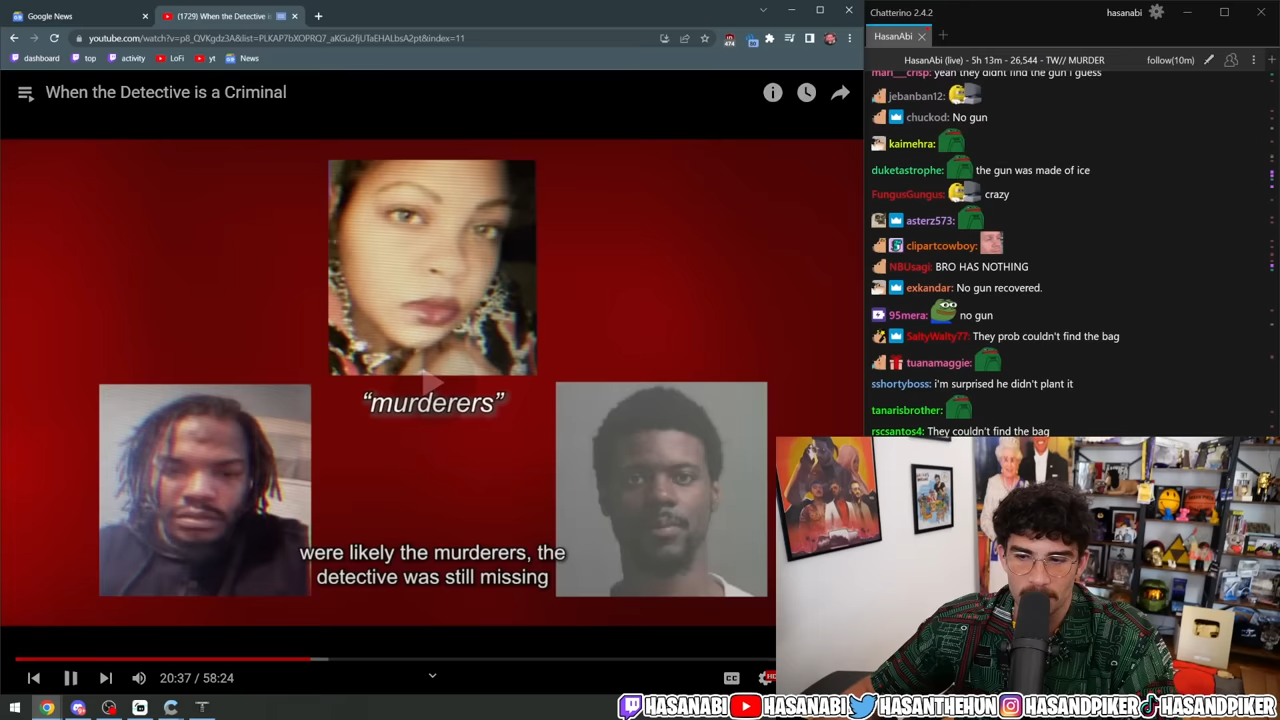 Google News
(1729) When the Detective is
Chatterino 2.4.2
hasanabi
youtube.com/watch?v=p8_QVKgdz3A&list=PLKAP7bXOPRQ7_aKGu2fjUTaEHALbsA2pt&index=11
HasanAbi
dashboard
top
activity
LoFi
yt
News
HasanAbi (live) - 5h 13m - 26,544 - TW// MURDER
follow(10m)
When the Detective is a Criminal
mari__crisp: yeah they didnt find the gun i guess
jebanban12:
chuckod: No gun
kaimehra:
duketastrophe: the gun was made of ice
FungusGungus: crazy
asterz573:
clipartcowboy:
NBUsagi: BRO HAS NOTHING
exkandar: No gun recovered.
95mera: no gun
SaltyWalty77: They prob couldn't find the bag
tuanamaggie:
sshortyboss: i'm surprised he didn't plant it
tanarisbrother:
rscsantos4: They couldn't find the bag
“murderers”
were likely the murderers, the
detective was still missing
20:37 / 58:24
CC
HD
HASANABI HASANABI HASANTHEHUN HASANDPIKER HASANDPIKER